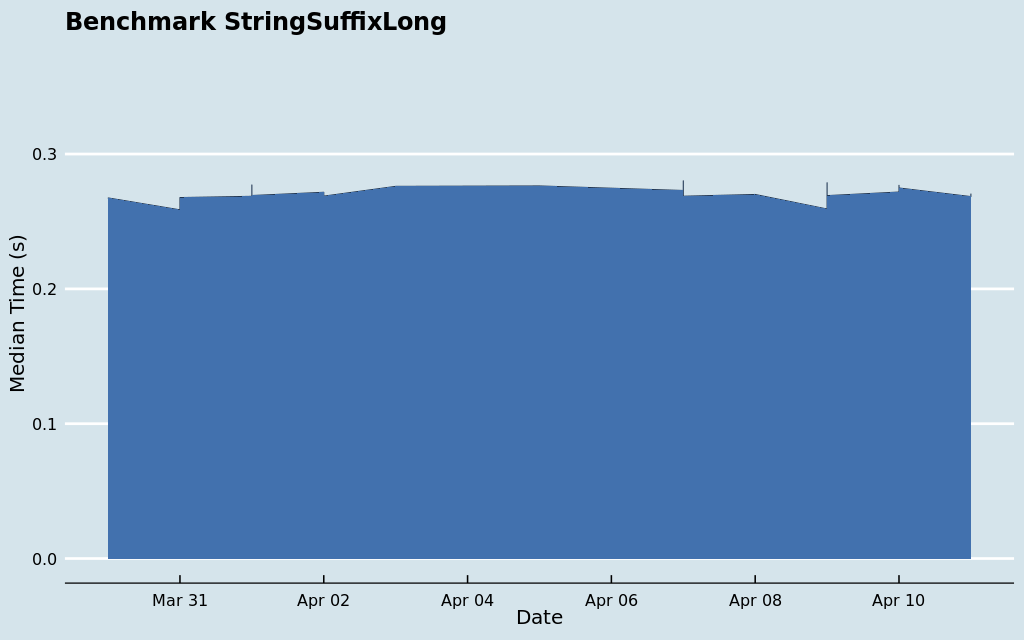 Benchmark StringSuffixLong
0.3
0.2
0.1
0.0
Median Time (s)
Mar 31
Apr 02
Apr 04
Apr 06
Apr 08
Apr 10
Date